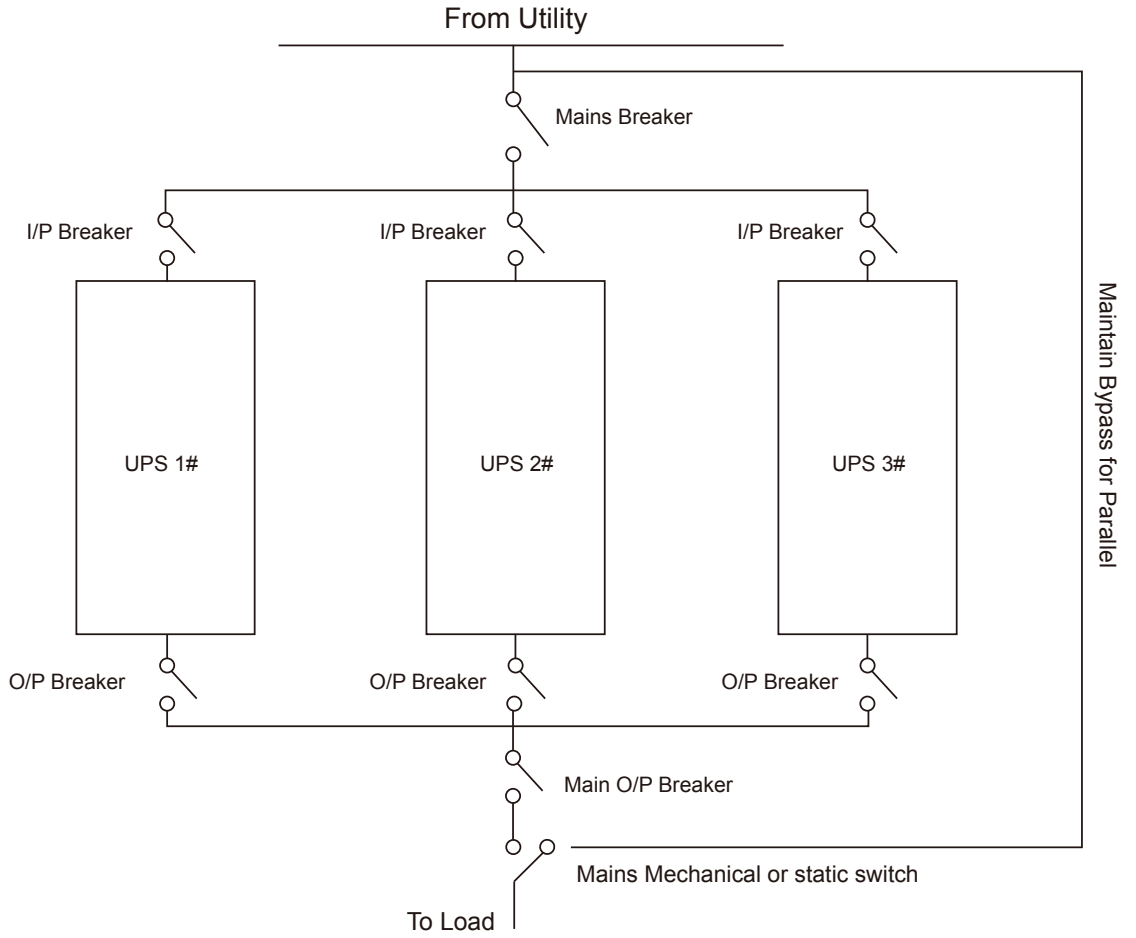 From Utility
Mains Breaker
I/P Breaker
I/P Breaker
I/P Breaker
UPS 1#
UPS 2#
UPS 3#
Maintain Bypass for Parallel
O/P Breaker
O/P Breaker
O/P Breaker
Main O/P Breaker
Mains Mechanical or static switch
To Load